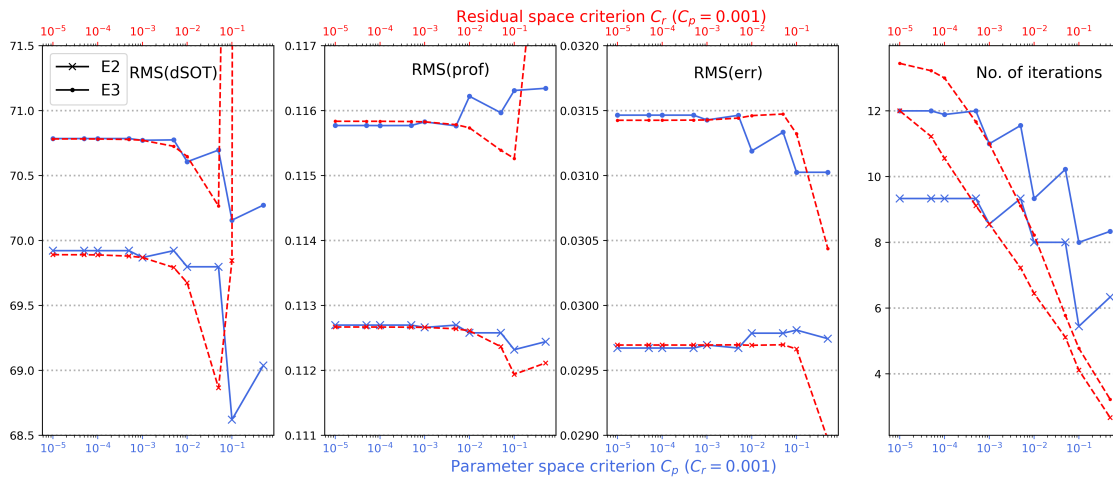 Residual space criterion Cᵣ (Cₚ = 0.001)
10⁻⁵ 10⁻⁴ 10⁻³ 10⁻² 10⁻¹ 10⁻⁵ 10⁻⁴ 10⁻³ 10⁻² 10⁻¹ 10⁻⁵ 10⁻⁴ 10⁻³ 10⁻² 10⁻¹ 10⁻⁵ 10⁻⁴ 10⁻³ 10⁻² 10⁻¹
E2
E3
RMS(dSOT)
71.5
71.0
70.5
70.0
69.5
69.0
68.5
RMS(prof)
0.117
0.116
0.115
0.114
0.113
0.112
0.111
RMS(err)
0.0320
0.0315
0.0310
0.0305
0.0300
0.0295
0.0290
No. of iterations
12
10
8
6
4
10⁻⁵ 10⁻⁴ 10⁻³ 10⁻² 10⁻¹ 10⁻⁵ 10⁻⁴ 10⁻³ 10⁻² 10⁻¹ 10⁻⁵ 10⁻⁴ 10⁻³ 10⁻² 10⁻¹ 10⁻⁵ 10⁻⁴ 10⁻³ 10⁻² 10⁻¹
Parameter space criterion Cₚ (Cᵣ = 0.001)